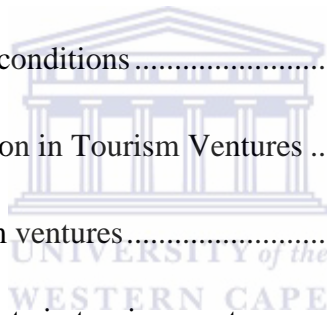 conditions ........................
on in Tourism Ventures ..
n ventures ........................
UNIVERSITY of the
WESTERN CAPE